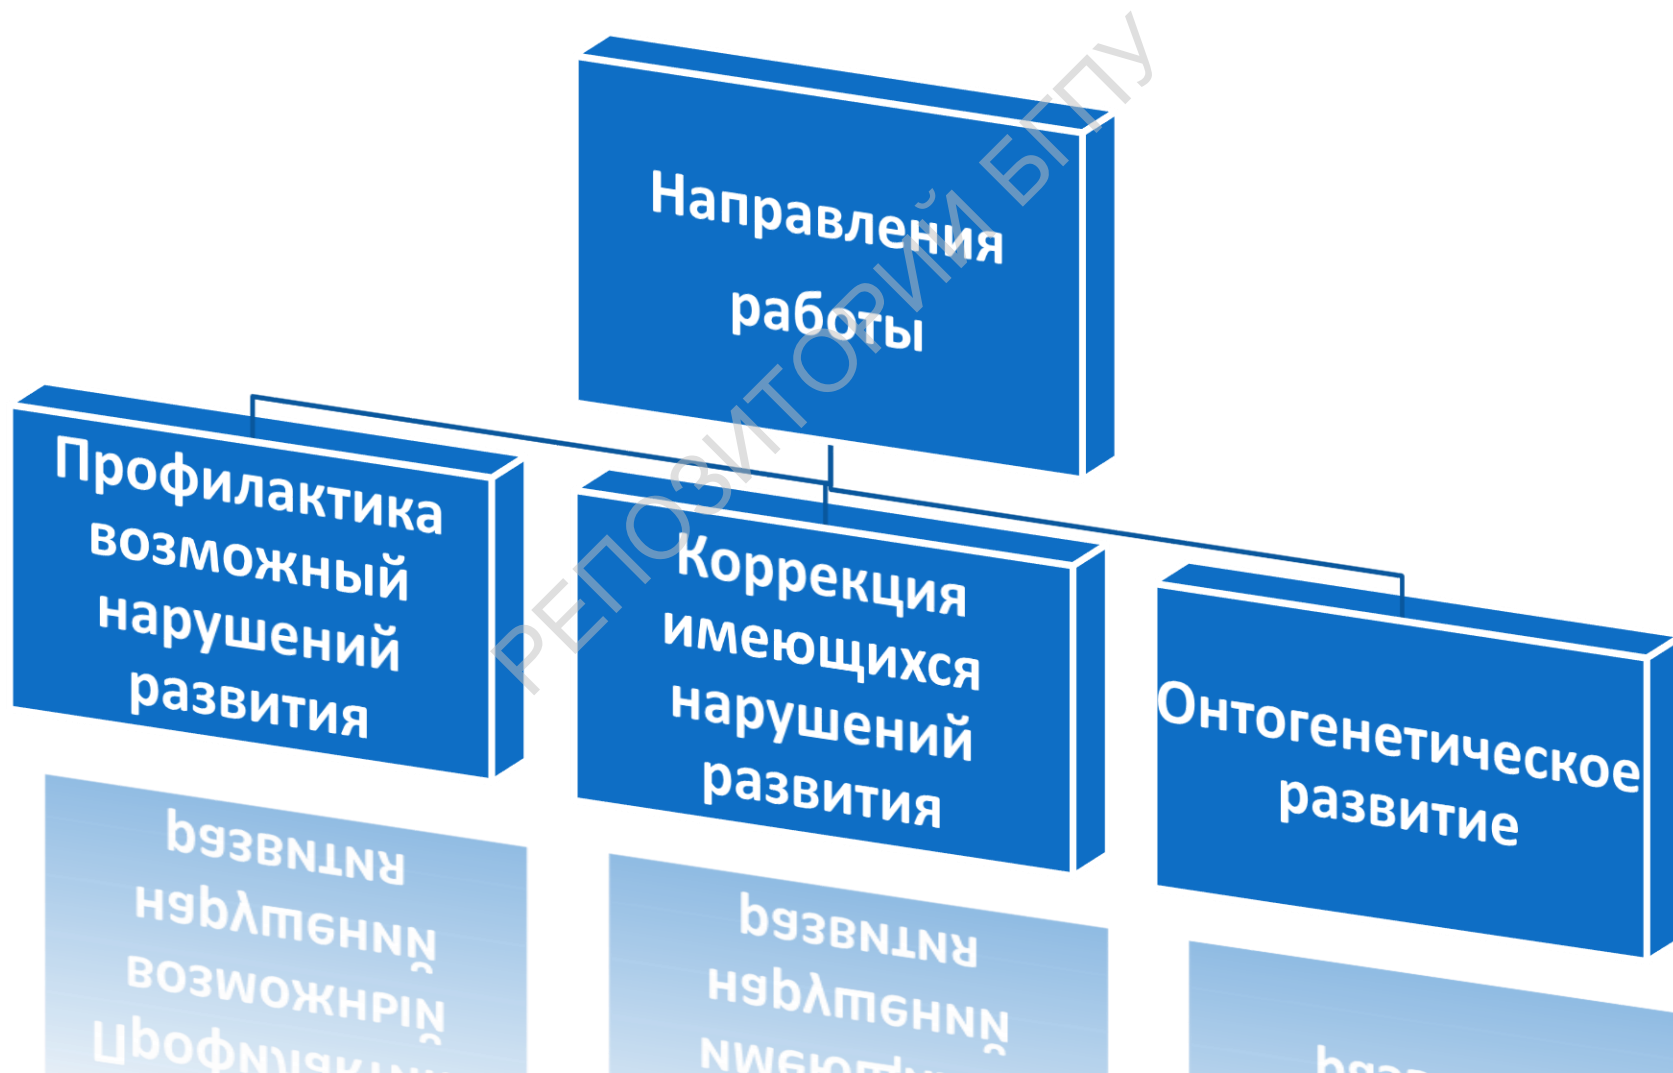 Направления
работы
Профилактика
возможный
нарушений
развития
Коррекция
имеющихся
нарушений
развития
Онтогенетическое
развитие
РЕПОЗИТОРИЙ БГПУ